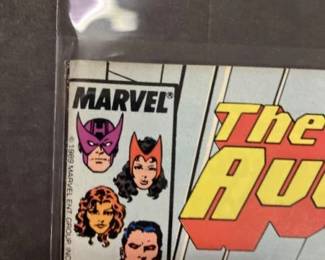 MARVEL®
© 1989 MARVEL ENT. GROUP, INC.
The
AV